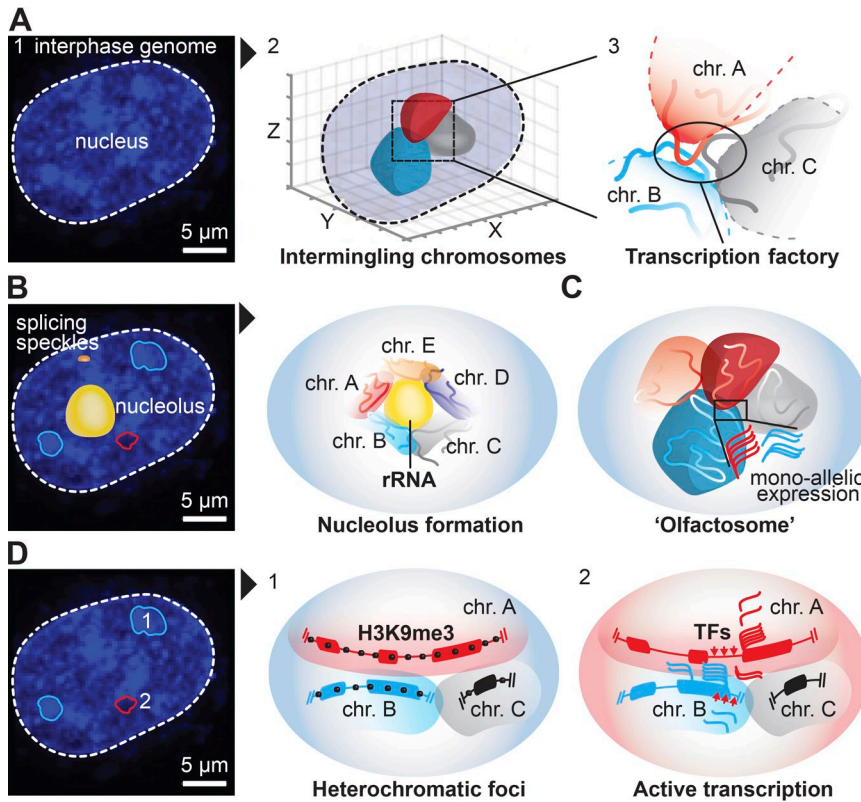 A
1 interphase genome
nucleus
5 µm
2
Z
Y
X
Intermingling chromosomes
3
chr. A
chr. B
chr. C
Transcription factory
B
splicing
speckles
nucleolus
5 µm
chr. E
chr. A
chr. D
chr. B
chr. C
rRNA
Nucleolus formation
C
mono-allelic
expression
'Olfactosome'
D
1
2
5 µm
1
chr. A
H3K9me3
chr. B
chr. C
Heterochromatic foci
2
chr. A
TFs
chr. B
chr. C
Active transcription